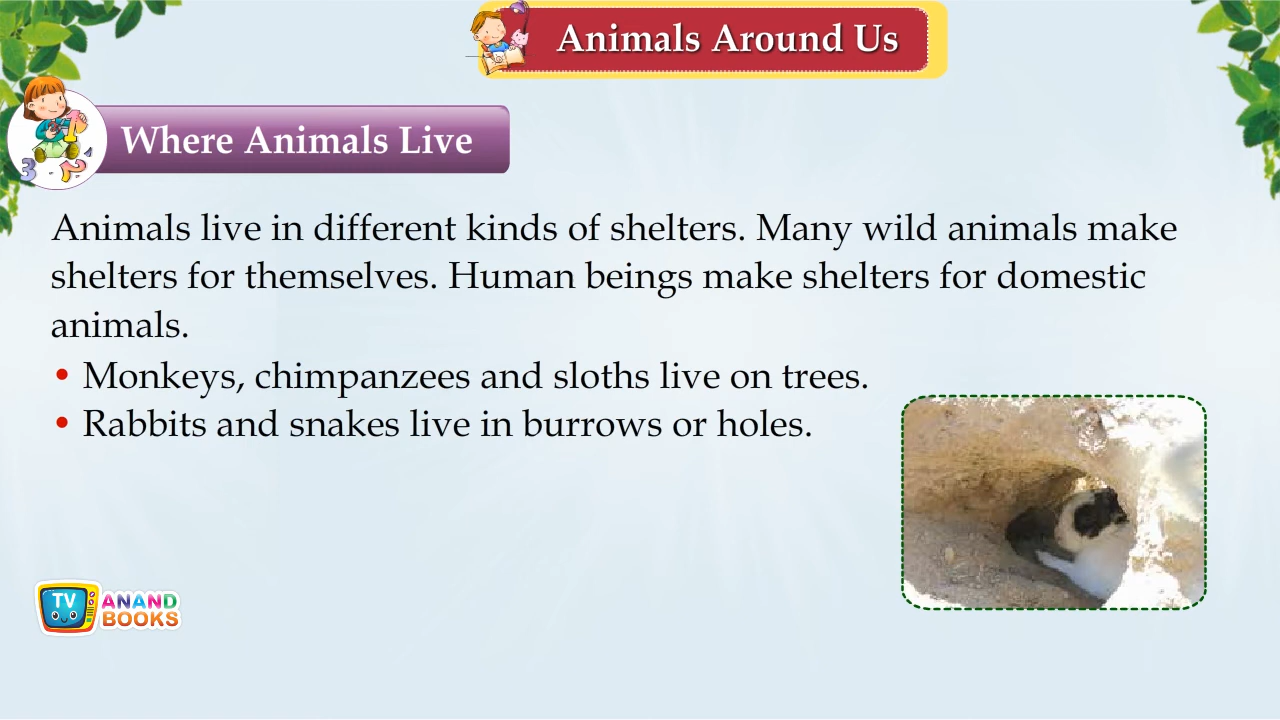 Animals Around Us
Where Animals Live
Animals live in different kinds of shelters. Many wild animals make
shelters for themselves. Human beings make shelters for domestic
animals.
• Monkeys, chimpanzees and sloths live on trees.
• Rabbits and snakes live in burrows or holes.
TV
ANAND
BOOKS